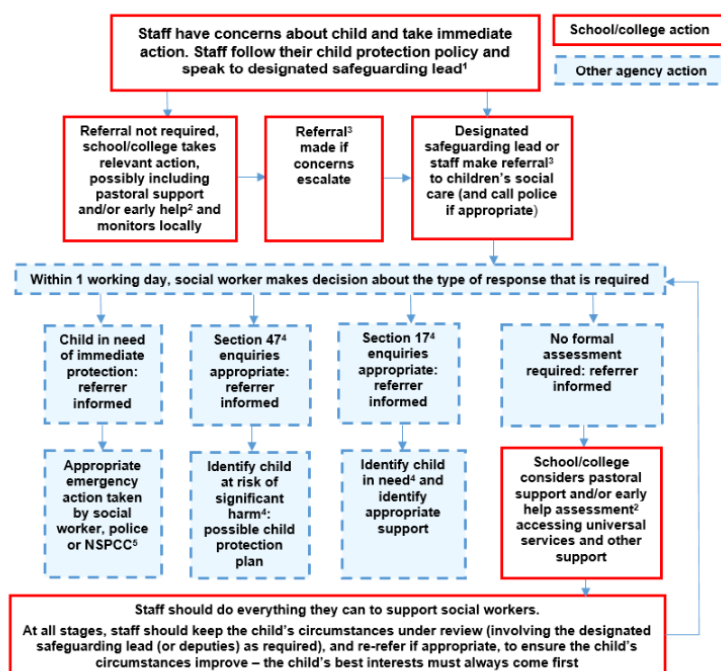 Staff have concerns about child and take immediate
action. Staff follow their child protection policy and
speak to designated safeguarding lead¹
School/college action
Other agency action
Referral not required,
school/college takes
relevant action,
possibly including
pastoral support
and/or early help² and
monitors locally
Referral³
made if
concerns
escalate
Designated
safeguarding lead or
staff make referral³
to children’s social
care (and call police
if appropriate)
Within 1 working day, social worker makes decision about the type of response that is required
Child in need
of immediate
protection:
referrer
informed
Section 47⁴
enquiries
appropriate:
referrer
informed
Section 17⁴
enquiries
appropriate:
referrer
informed
No formal
assessment
required: referrer
informed
Appropriate
emergency
action taken
by social
worker, police
or NSPCC⁵
Identify child
at risk of
significant
harm⁴:
possible child
protection
plan
Identify child
in need⁴ and
identify
appropriate
support
School/college
considers pastoral
support and/or early
help assessment²
accessing universal
services and other
support
Staff should do everything they can to support social workers.
At all stages, staff should keep the child’s circumstances under review (involving the designated
safeguarding lead (or deputies) as required), and re-refer if appropriate, to ensure the child’s
circumstances improve – the child’s best interests must always come first